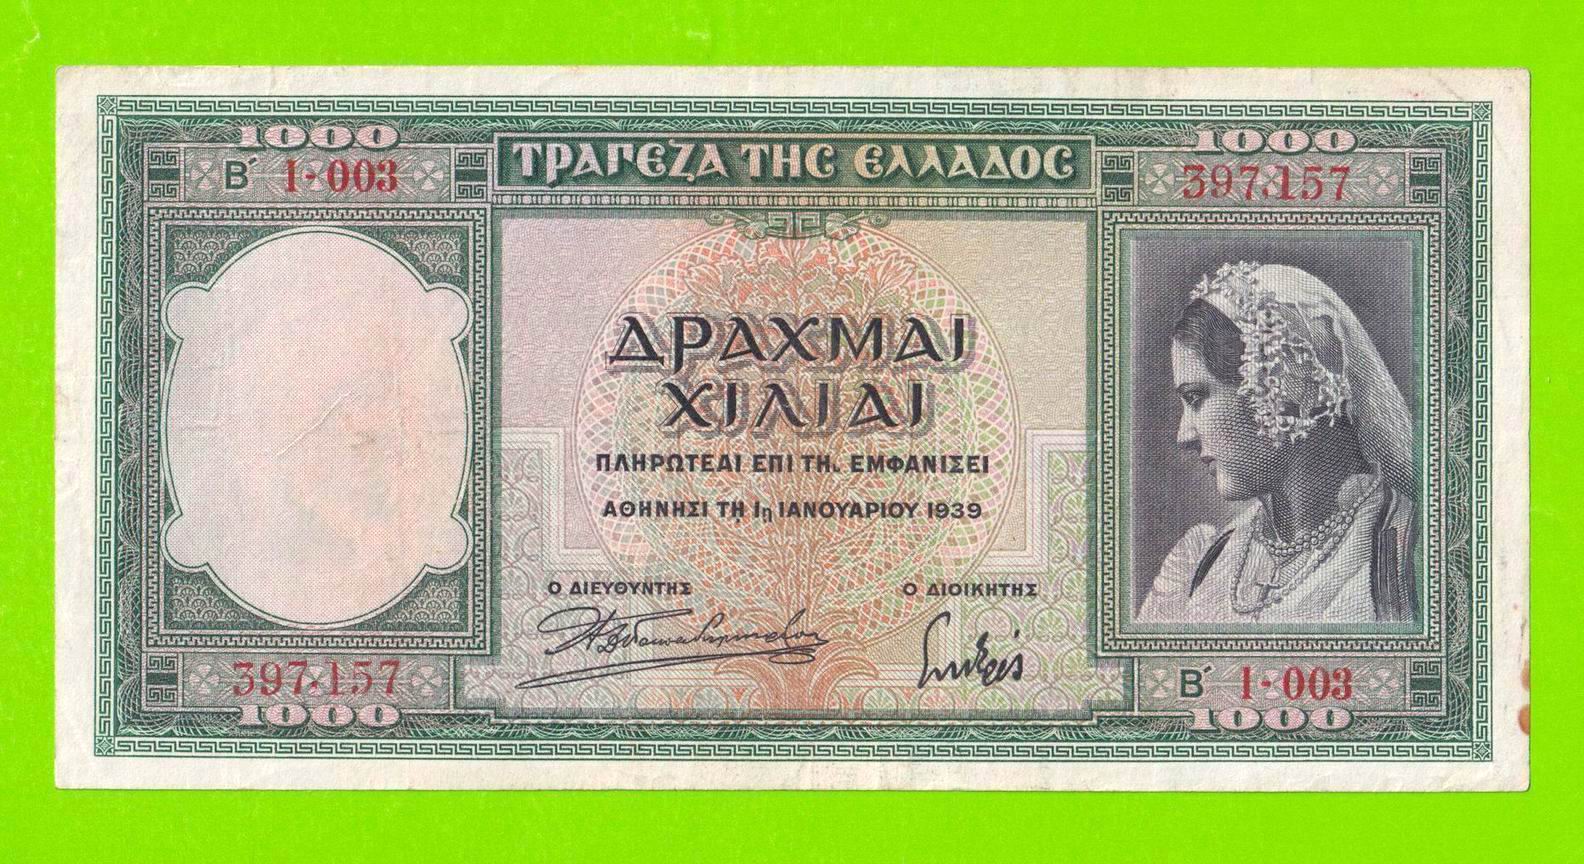 1000
1000
ΤΡΑΠΕΖΑ ΤΗΣ ΕΛΛΑΔΟΣ
Β΄ 1-003
397.157
ΔΡΑΧΜΑΙ
ΧΙΛΙΑΙ
ΠΛΗΡΩΤΕΑΙ ΕΠΙ ΤΗ. ΕΜΦΑΝΙΣΕΙ
ΑΘΗΝΗΣΙ ΤΗ 1η ΙΑΝΟΥΑΡΙΟΥ 1939
Ο ΔΙΕΥΘΥΝΤΗΣ
Ο ΔΙΟΙΚΗΤΗΣ
397.157
Β΄ 1-003
1000
1000